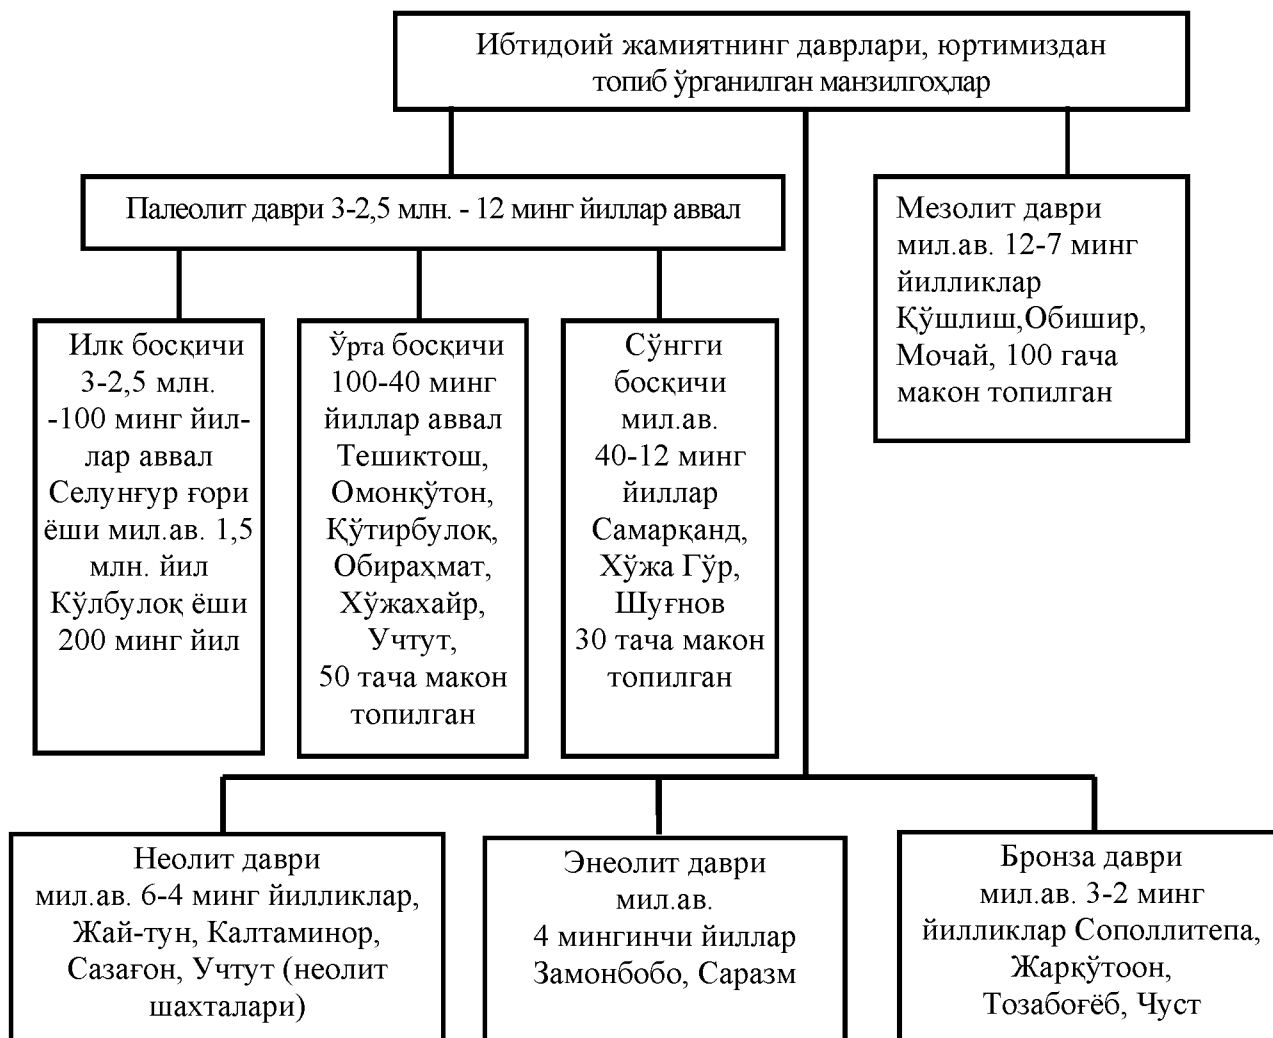 Ибтидоий жамиятнинг даврлари, юртимиздан
топиб ўрганилган манзилгоҳлар
Палеолит даври 3-2,5 млн. - 12 минг йиллар аввал
Мезолит даври
мил.ав. 12-7 минг
йилликлар
Қўшлиш,Обишир,
Мочай, 100 гача
макон топилган
Илк босқичи
3-2,5 млн.
-100 минг йил-
лар аввал
Селунғур ғори
ёши мил.ав. 1,5
млн. йил
Кўлбулоқ ёши
200 минг йил
Ўрта босқичи
100-40 минг
йиллар аввал
Тешиктош,
Омонқўтон,
Қўтирбулоқ,
Обираҳмат,
Хўжахайр,
Учтут,
50 тача макон
топилган
Сўнгги
босқичи
мил.ав.
40-12 минг
йиллар
Самарқанд,
Хўжа Гўр,
Шуғнов
30 тача макон
топилган
Неолит даври
мил.ав. 6-4 минг йилликлар,
Жай-тун, Калтаминор,
Сазағон, Учтут (неолит
шахталари)
Энеолит даври
мил.ав.
4 мингинчи йиллар
Замонбобо, Саразм
Бронза даври
мил.ав. 3-2 минг
йилликлар Сополлитепа,
Жарқўтоон,
Тозабоғёб, Чуст